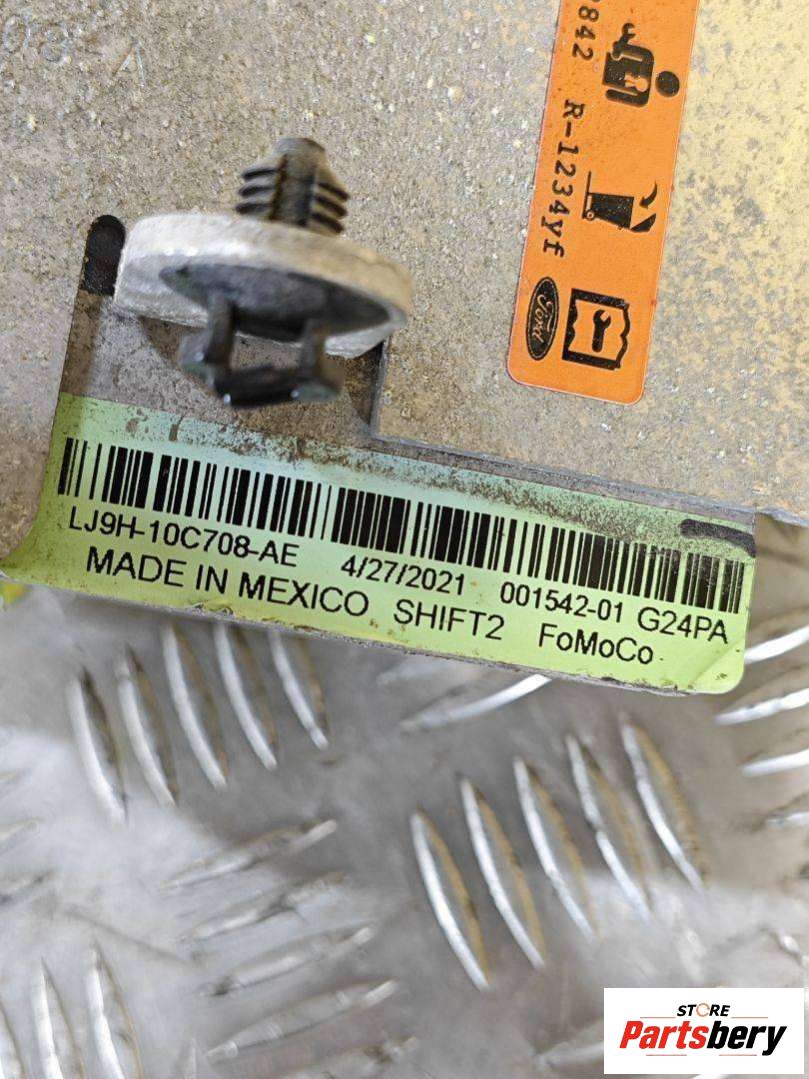 842 R-1234yf
Ford
LJ9H-10C708-AE 4/27/2021 001542-01 G24PA
MADE IN MEXICO SHIFT2 FoMoCo
STORE
Partsbery